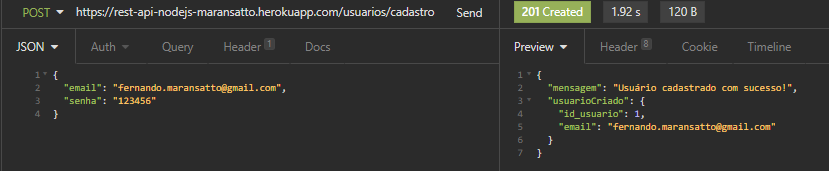 POST https://rest-api-nodejs-maransatto.herokuapp.com/usuarios/cadastro Send
201 Created 1.92 s 120 B
JSON Auth Query Header 1 Docs
Preview Header 8 Cookie Timeline
1 {
2 "email": "fernando.maransatto@gmail.com",
3 "senha": "123456"
4 }
1 {
2 "mensagem": "Usuário cadastrado com sucesso!",
3 "usuarioCriado": {
4 "id_usuario": 1,
5 "email": "fernando.maransatto@gmail.com"
6 }
7 }